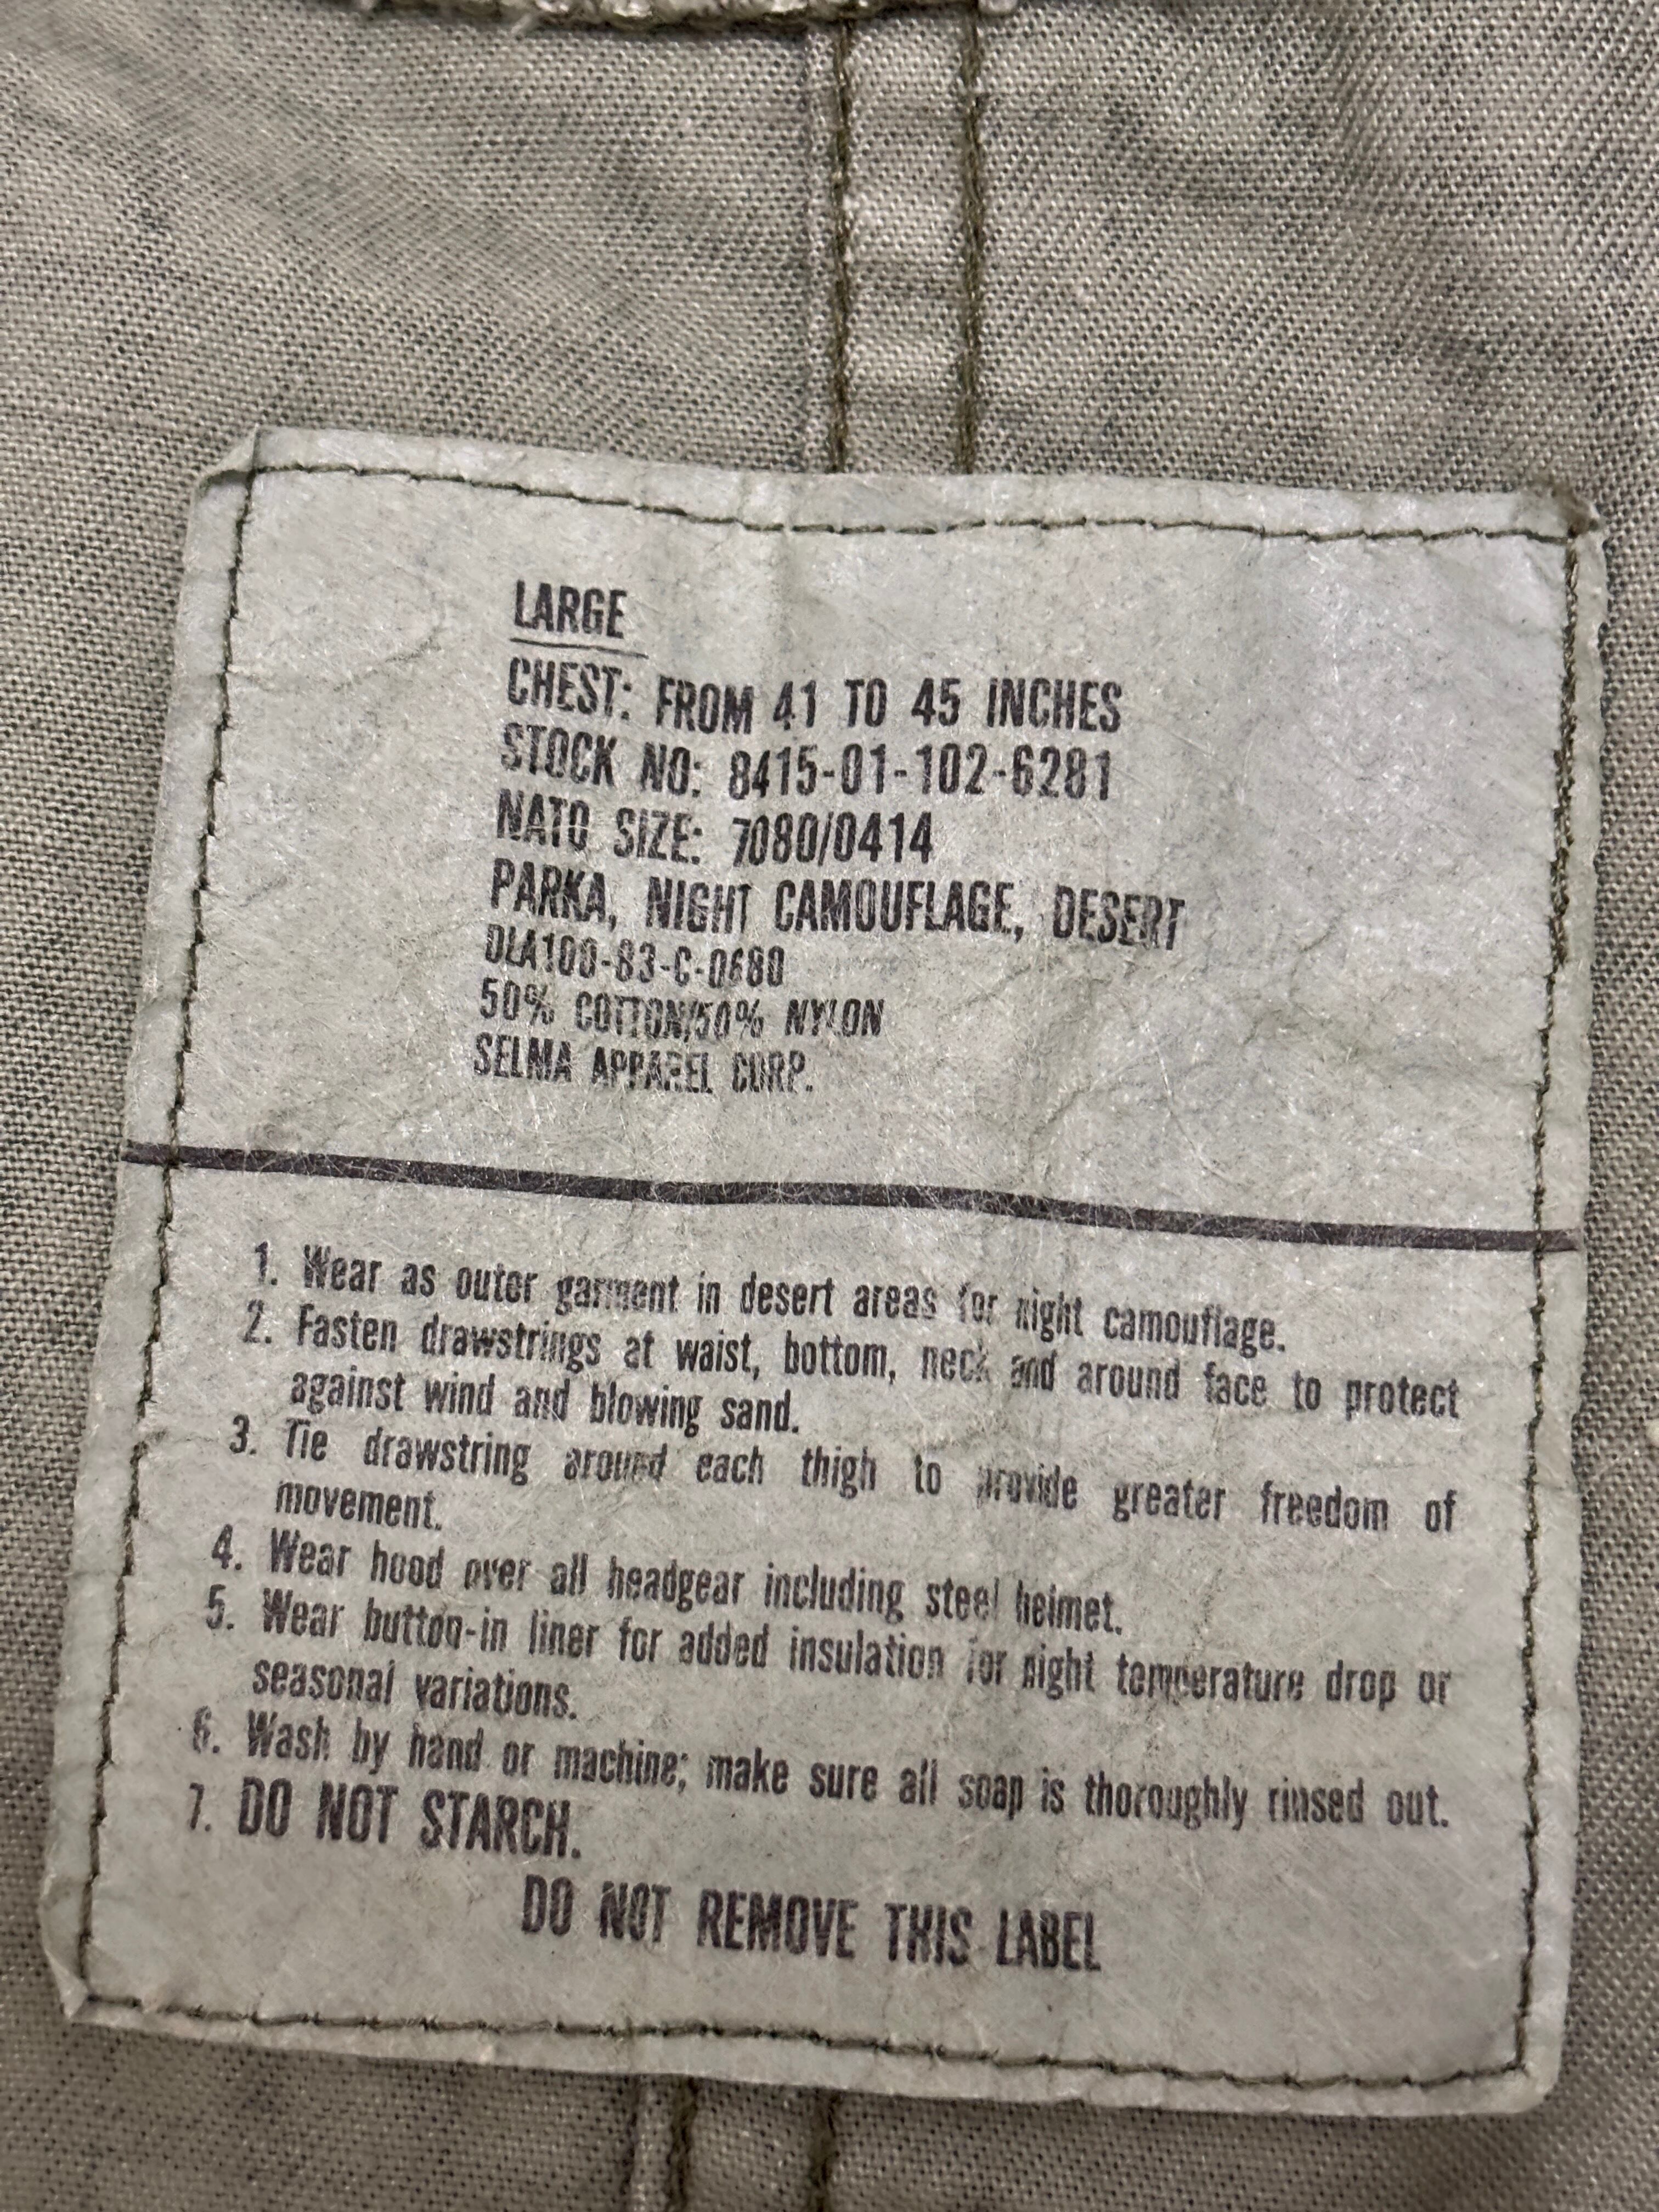 LARGE
CHEST: FROM 41 TO 45 INCHES
STOCK NO: 8415-01-102-6281
NATO SIZE: 7080/0414
PARKA, NIGHT CAMOUFLAGE, DESERT
DLA100-83-C-0680
50% COTTON/50% NYLON
SELMA APPAREL CORP.
1. Wear as outer garment in desert areas for night camouflage.
2. Fasten drawstrings at waist, bottom, neck and around face to protect
against wind and blowing sand.
3. Tie drawstring around each thigh to provide greater freedom of
movement.
4. Wear hood over all headgear including steel helmet.
5. Wear button-in liner for added insulation for night temperature drop or
seasonal variations.
6. Wash by hand or machine; make sure all soap is thoroughly rinsed out.
7. DO NOT STARCH.
DO NOT REMOVE THIS LABEL